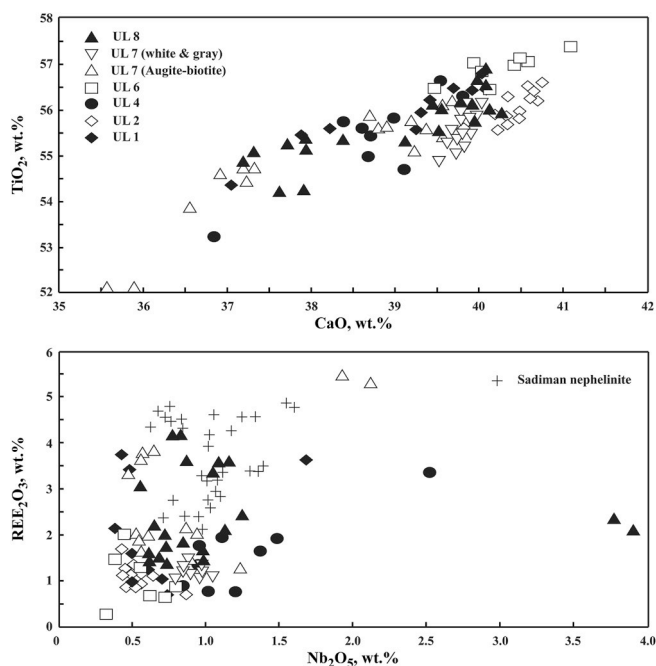 58
57
56
55
54
53
52
TiO2, wt.%
UL 8
UL 7 (white & gray)
UL 7 (Augite-biotite)
UL 6
UL 4
UL 2
UL 1
35 36 37 38 39 40 41 42
CaO, wt.%
6
5
4
3
2
1
0
REE2O3, wt.%
Sadiman nephelinite
0 0.5 1.0 1.5 2.0 2.5 3.0 3.5 4.0
Nb2O5, wt.%